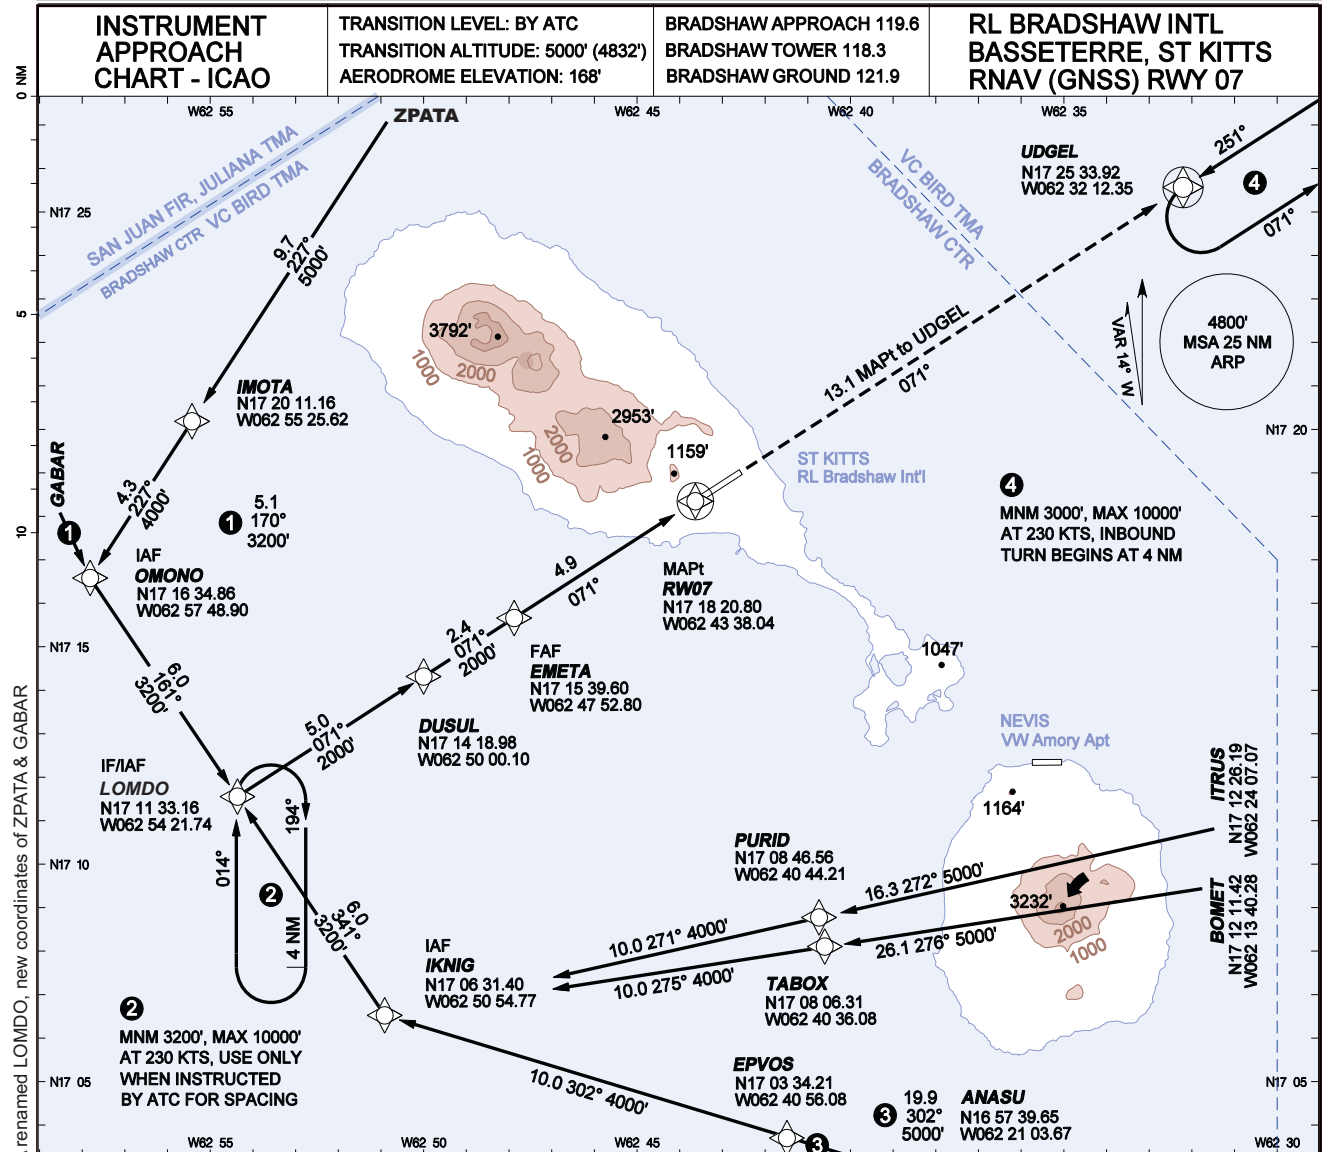 INSTRUMENT
APPROACH
CHART - ICAO
TRANSITION LEVEL: BY ATC
TRANSITION ALTITUDE: 5000' (4832')
AERODROME ELEVATION: 168'
BRADSHAW APPROACH 119.6
BRADSHAW TOWER 118.3
BRADSHAW GROUND 121.9
RL BRADSHAW INTL
BASSETERRE, ST KITTS
RNAV (GNSS) RWY 07
0 NM
W62 55
ZPATA
W62 45
W62 40
W62 35
SAN JUAN FIR, JULIANA TMA
BRADSHAW CTR VC BIRD TMA
VC BIRD TMA
BRADSHAW CTR
UDGEL
N17 25 33.92
W062 32 12.35
251°
4
071°
N17 25
9.7
227°
5000'
5
3792'
1000
2000
2953'
2000
1000
1159'
13.1 MAPt to UDGEL
071°
VAR 14° W
4800'
MSA 25 NM
ARP
IMOTA
N17 20 11.16
W062 55 25.62
N17 20
GABAR
1
4.3
227°
4000'
1
5.1
170°
3200'
ST KITTS
RL Bradshaw Int'l
4
MNM 3000', MAX 10000'
AT 230 KTS, INBOUND
TURN BEGINS AT 4 NM
10
IAF
OMONO
N17 16 34.86
W062 57 48.90
4.9
071°
MAPt
RW07
N17 18 20.80
W062 43 38.04
N17 15
6.0
161°
3200'
2.4
071°
2000'
FAF
EMETA
N17 15 39.60
W062 47 52.80
1047'
DUSUL
N17 14 18.98
W062 50 00.10
5.0
071°
2000'
NEVIS
VW Amory Apt
IF/IAF
LOMDO
N17 11 33.16
W062 54 21.74
194°
014°
2
4 NM
6.0
341°
3200'
1164'
ITRUS
N17 12 26.19
W062 24 07.07
N17 10
PURID
N17 08 46.56
W062 40 44.21
16.3 272° 5000'
3232'
2000
1000
BOMET
N17 12 11.42
W062 13 40.28
10.0 271° 4000'
26.1 276° 5000'
10.0 275° 4000'
IAF
IKNIG
N17 06 31.40
W062 50 54.77
TABOX
N17 08 06.31
W062 40 36.08
2
MNM 3200', MAX 10000'
AT 230 KTS, USE ONLY
WHEN INSTRUCTED
BY ATC FOR SPACING
N17 05
10.0 302° 4000'
EPVOS
N17 03 34.21
W062 40 56.08
3
3
19.9
302°
5000'
ANASU
N16 57 39.65
W062 21 03.67
N17 05
W62 55
W62 50
W62 45
W62 30
renamed LOMDO, new coordinates of ZPATA & GABAR